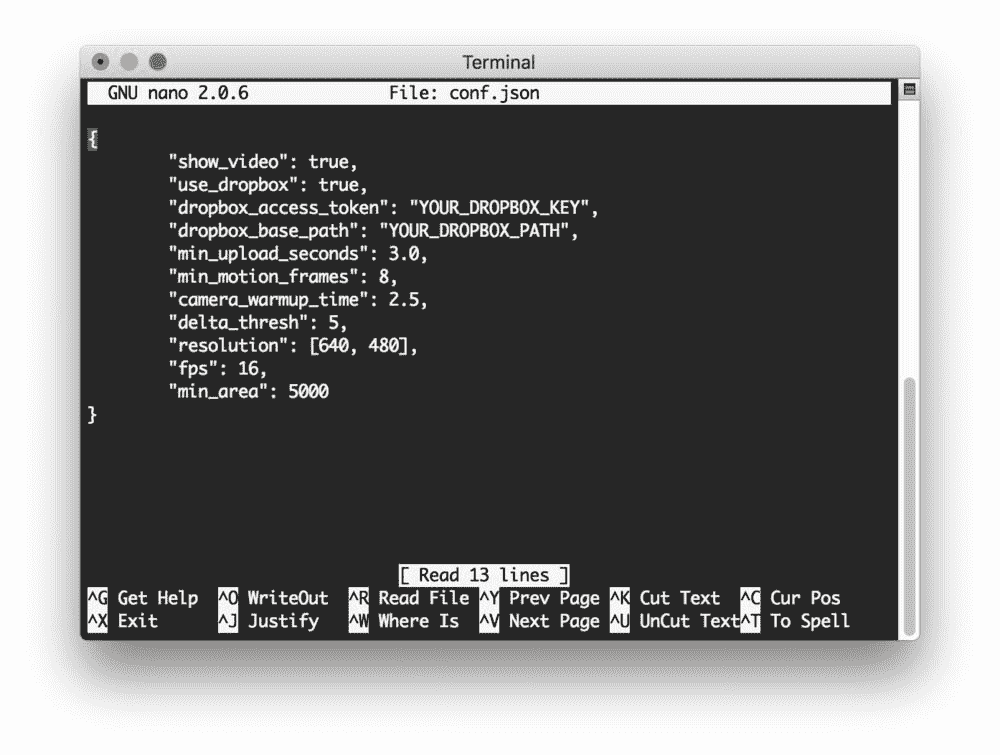 Terminal
GNU nano 2.0.6 File: conf.json
{
"show_video": true,
"use_dropbox": true,
"dropbox_access_token": "YOUR_DROPBOX_KEY",
"dropbox_base_path": "YOUR_DROPBOX_PATH",
"min_upload_seconds": 3.0,
"min_motion_frames": 8,
"camera_warmup_time": 2.5,
"delta_thresh": 5,
"resolution": [640, 480],
"fps": 16,
"min_area": 5000
}
[ Read 13 lines ]
^G Get Help ^O WriteOut ^R Read File ^Y Prev Page ^K Cut Text ^C Cur Pos
^X Exit ^J Justify ^W Where Is ^V Next Page ^U UnCut Text ^T To Spell